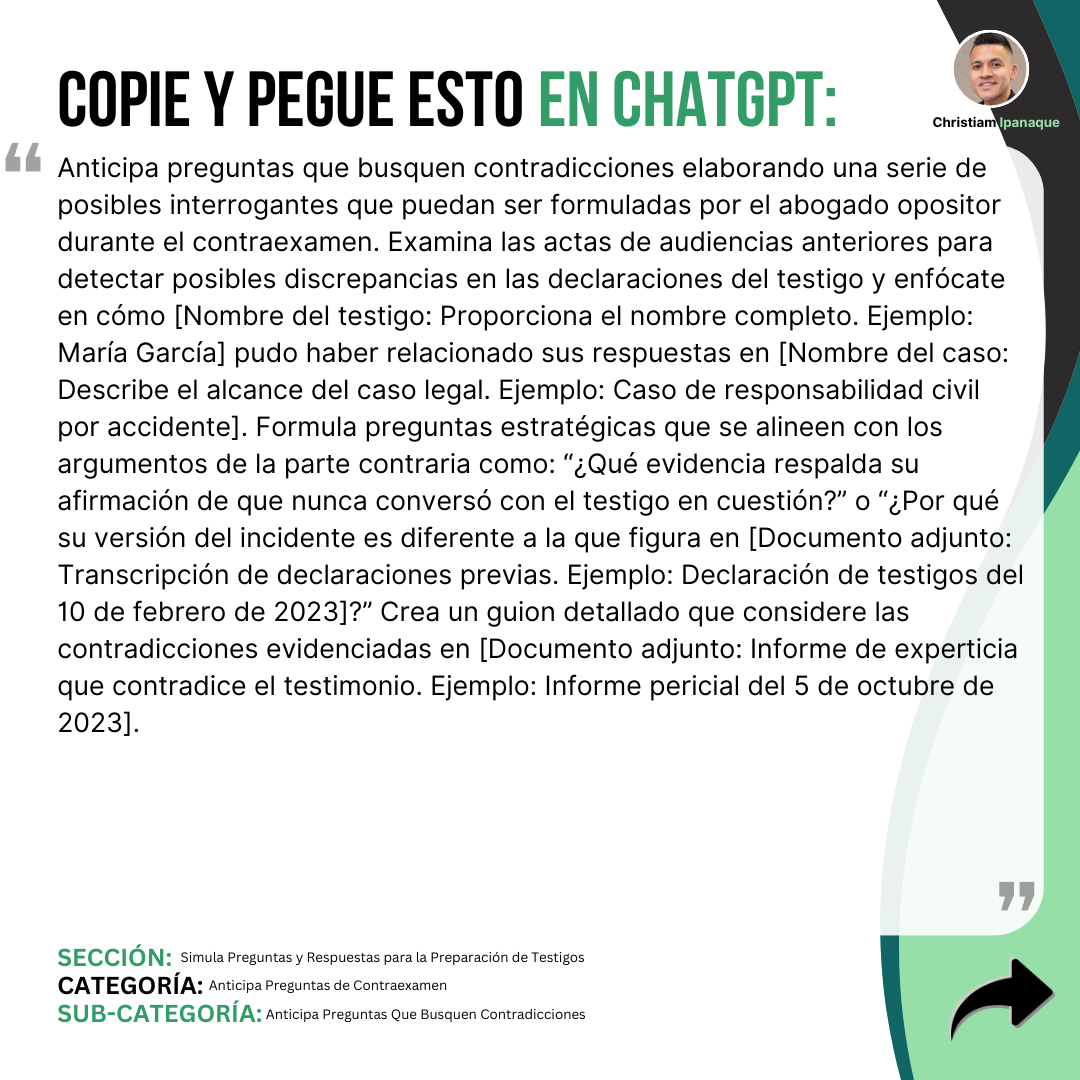 COPIE Y PEGUE ESTO EN CHATGPT:
Christiam Ipanaque
“
Anticipa preguntas que busquen contradicciones elaborando una serie de
posibles interrogantes que puedan ser formuladas por el abogado opositor
durante el contraexamen. Examina las actas de audiencias anteriores para
detectar posibles discrepancias en las declaraciones del testigo y enfócate
en cómo [Nombre del testigo: Proporciona el nombre completo. Ejemplo:
María García] pudo haber relacionado sus respuestas en [Nombre del caso:
Describe el alcance del caso legal. Ejemplo: Caso de responsabilidad civil
por accidente]. Formula preguntas estratégicas que se alineen con los
argumentos de la parte contraria como: “¿Qué evidencia respalda su
afirmación de que nunca conversó con el testigo en cuestión?” o “¿Por qué
su versión del incidente es diferente a la que figura en [Documento adjunto:
Transcripción de declaraciones previas. Ejemplo: Declaración de testigos del
10 de febrero de 2023]?” Crea un guion detallado que considere las
contradicciones evidenciadas en [Documento adjunto: Informe de experticia
que contradice el testimonio. Ejemplo: Informe pericial del 5 de octubre de
2023].
”
SECCIÓN: Simula Preguntas y Respuestas para la Preparación de Testigos
CATEGORÍA: Anticipa Preguntas de Contraexamen
SUB-CATEGORÍA: Anticipa Preguntas Que Busquen Contradicciones